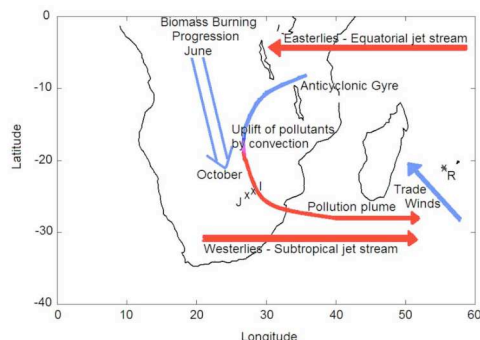 0
Biomass Burning
Progression
June
Easterlies - Equatorial jet stream
-10
Anticyclonic Gyre
Uplift of pollutants
by convection
Latitude
-20
October
R
J
I
Pollution plume
Trade
Winds
-30
Westerlies - Subtropical jet stream
-40
0
10
20
30
40
50
60
Longitude